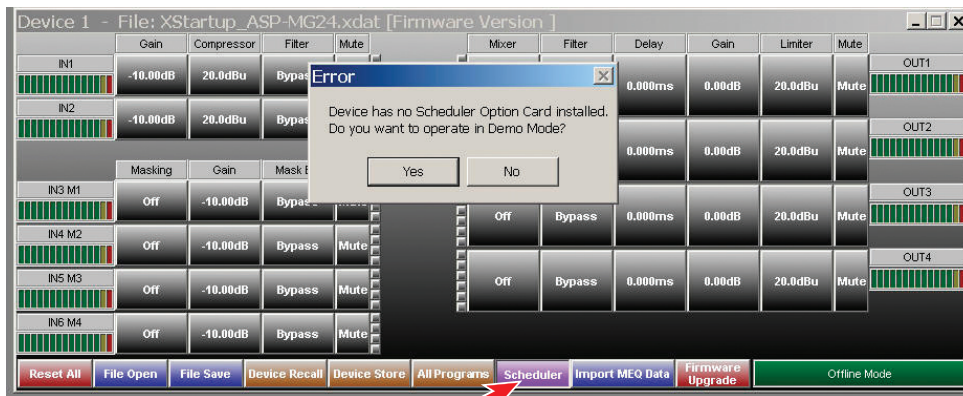 Device 1 - File: XStartup_ASP-MG24.xdat [Firmware Version ]
Gain Compressor Filter Mute Mixer Filter Delay Gain Limiter Mute
IN1 -10.00dB 20.0dBu 0.000ms 0.00dB 20.0dBu Mute OUT1
IN2 -10.00dB 20.0dBu 0.000ms 0.00dB 20.0dBu Mute OUT2
Error
Device has no Scheduler Option Card installed.
Do you want to operate in Demo Mode?
Yes No
Masking Gain Mask
IN3 M1 Off -10.00dB Off Bypass 0.000ms 0.00dB 20.0dBu Mute OUT3
IN4 M2 Off -10.00dB Bypass Mute
IN5 M3 Off -10.00dB Bypass Mute Off Bypass 0.000ms 0.00dB 20.0dBu Mute OUT4
IN6 M4 Off -10.00dB Bypass Mute
Reset All File Open File Save Device Recall Device Store All Programs Scheduler Import MEQ Data Firmware Upgrade Offline Mode